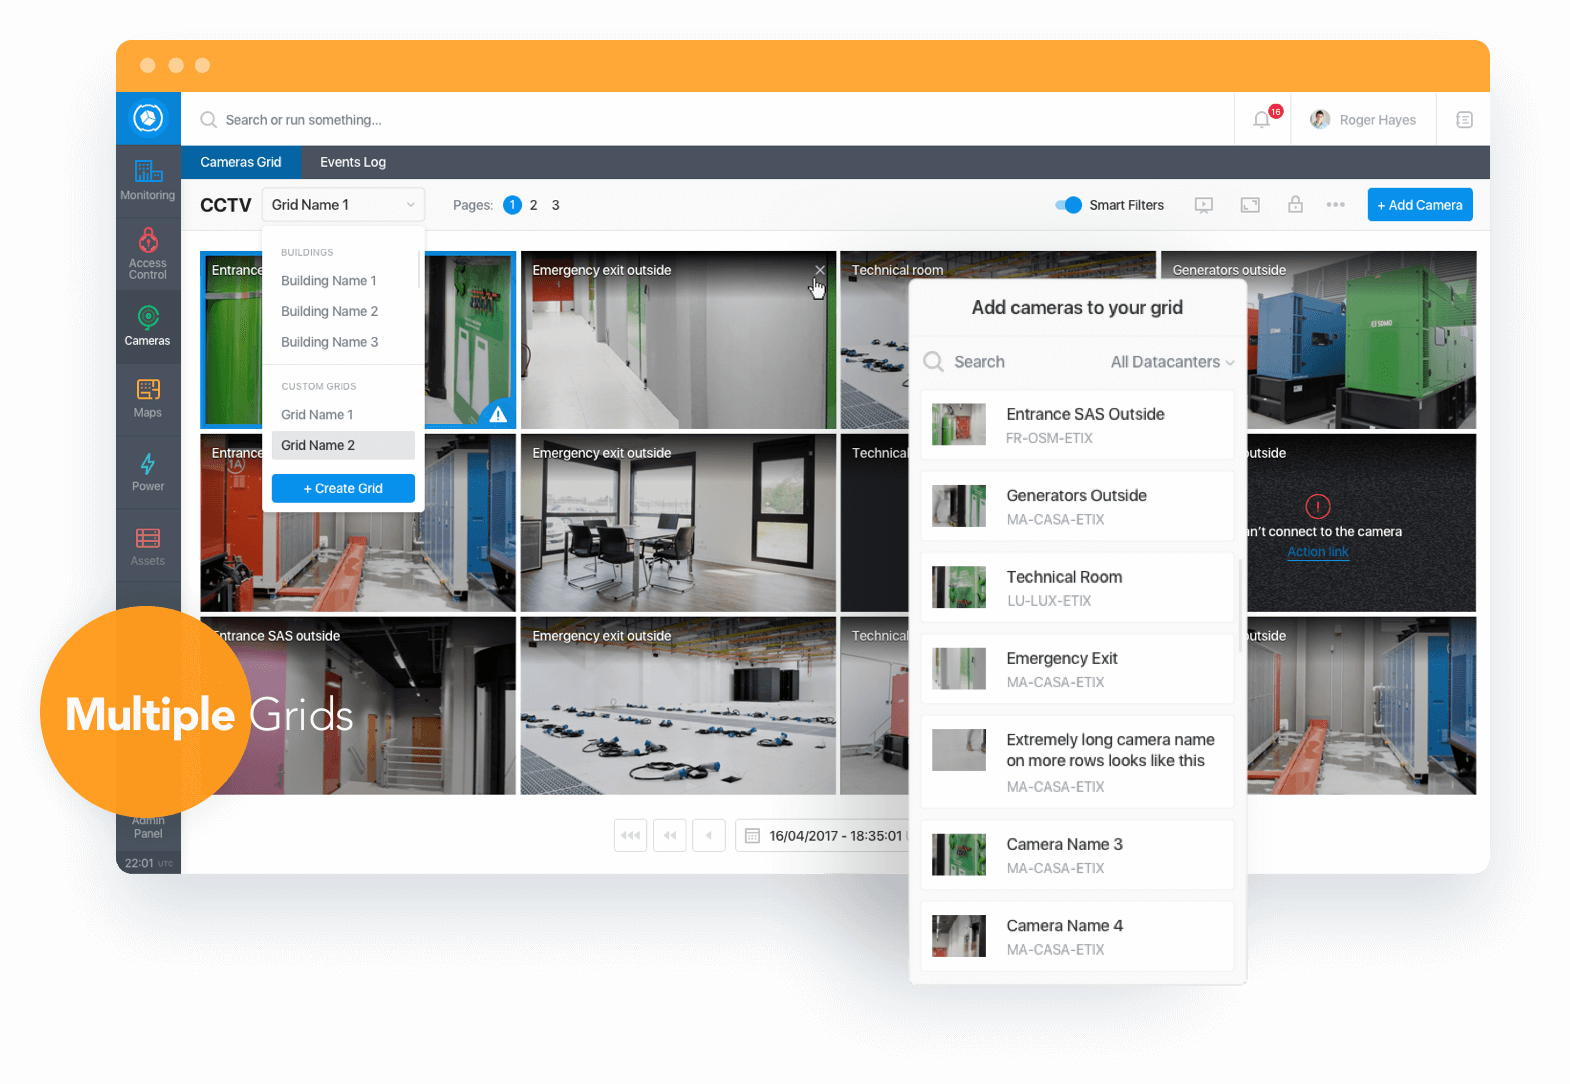 Search or run something...
16
Roger Hayes
Cameras Grid
Events Log
CCTV
Grid Name 1
Pages: 1 2 3
Smart Filters
+ Add Camera
Monitoring
Access
Control
Cameras
Maps
Power
Assets
Admin
Panel
22:01 UTC
BUILDINGS
Building Name 1
Building Name 2
Building Name 3
CUSTOM GRIDS
Grid Name 1
Grid Name 2
+ Create Grid
Entrance
Emergency exit outside
Technical room
Generators outside
Entrance
1A
Emergency exit outside
Technical
utside
n't connect to the camera
Action link
SDMO
Entrance SAS outside
Emergency exit outside
Technical
utside
Multiple Grids
16/04/2017 - 18:35:01
Add cameras to your grid
Search
All Datacanters
Entrance SAS Outside
FR-OSM-ETIX
Generators Outside
MA-CASA-ETIX
Technical Room
LU-LUX-ETIX
Emergency Exit
MA-CASA-ETIX
Extremely long camera name
on more rows looks like this
MA-CASA-ETIX
Camera Name 3
MA-CASA-ETIX
Camera Name 4
MA-CASA-ETIX